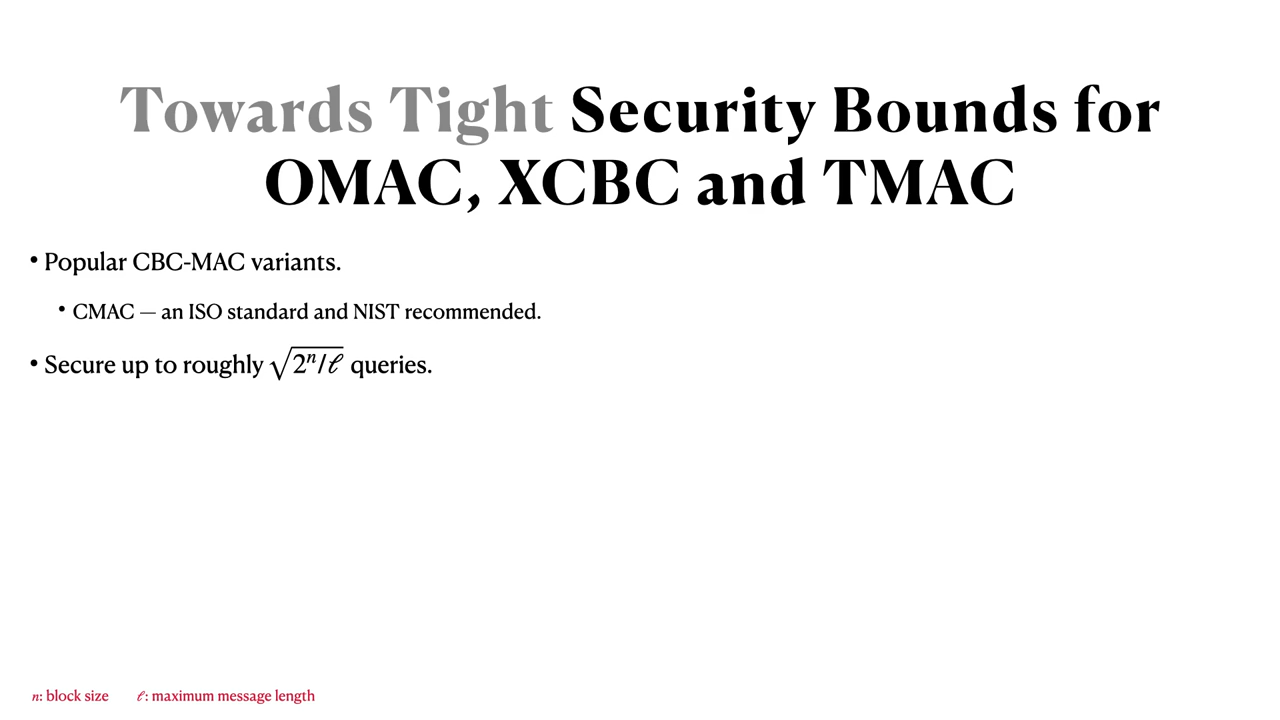 Towards Tight Security Bounds for
OMAC, XCBC and TMAC
• Popular CBC-MAC variants.
• CMAC — an ISO standard and NIST recommended.
• Secure up to roughly √(2ⁿ/ℓ) queries.
n: block size ℓ: maximum message length